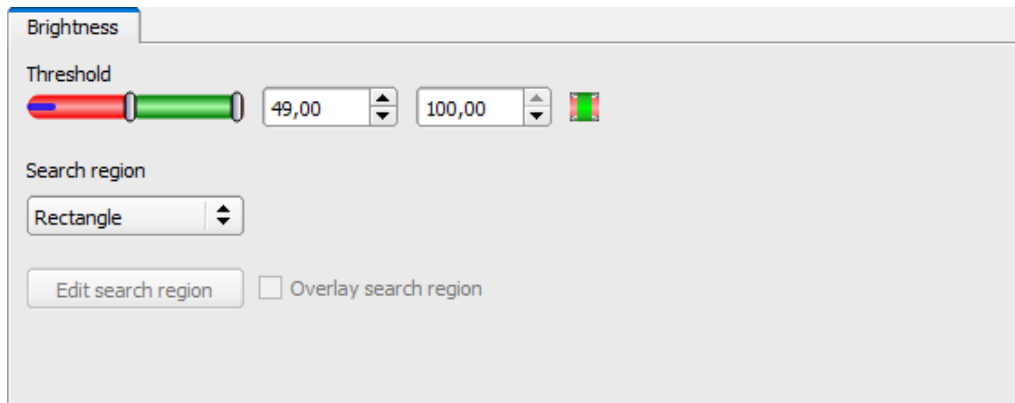 Brightness
Threshold
49,00 100,00
Search region
Rectangle
Edit search region Overlay search region